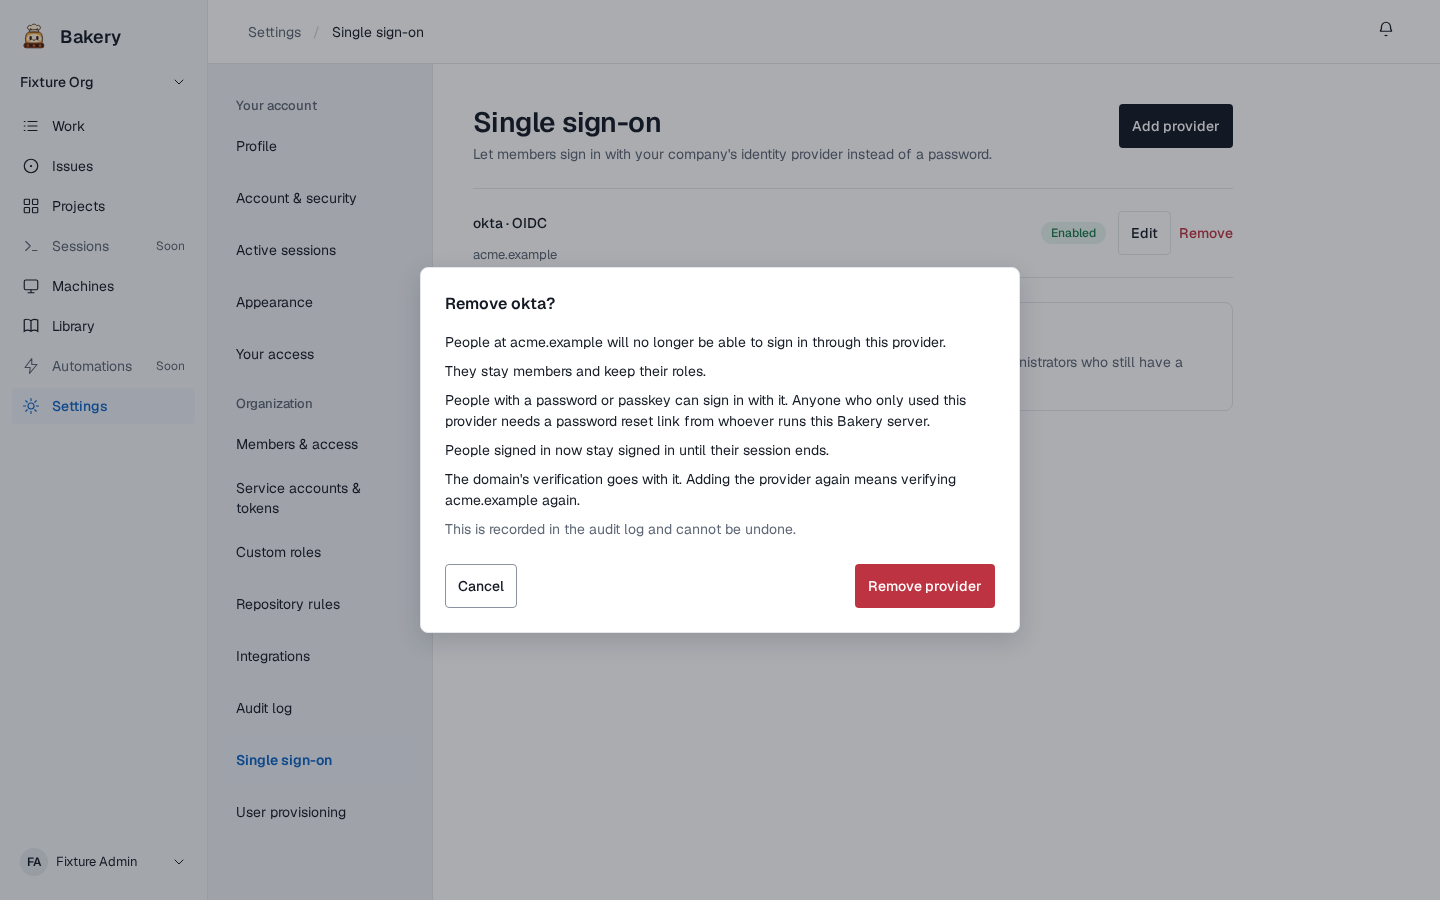 Bakery
Fixture Org
Work
Issues
Projects
Sessions Soon
Machines
Library
Automations Soon
Settings
FA Fixture Admin
Settings / Single sign-on
Your account
Profile
Account & security
Active sessions
Appearance
Your access
Organization
Members & access
Service accounts &
tokens
Custom roles
Repository rules
Integrations
Audit log
Single sign-on
User provisioning
Single sign-on
Add provider
Let members sign in with your company's identity provider instead of a password.
okta · OIDC
acme.example
Enabled Edit Remove
who still have a
Remove okta?
People at acme.example will no longer be able to sign in through this provider.
They stay members and keep their roles.
People with a password or passkey can sign in with it. Anyone who only used this
provider needs a password reset link from whoever runs this Bakery server.
People signed in now stay signed in until their session ends.
The domain's verification goes with it. Adding the provider again means verifying
acme.example again.
This is recorded in the audit log and cannot be undone.
Cancel Remove provider